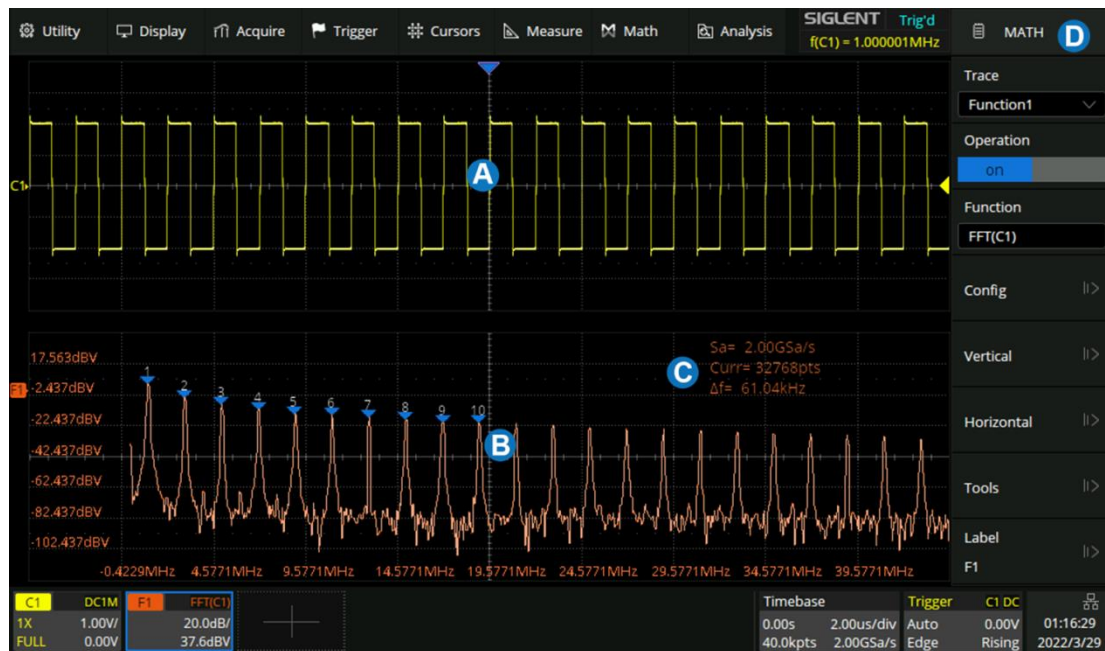 Utility Display Acquire Trigger Cursors Measure Math Analysis
SIGLENT Trig'd
f(C1) = 1.000001MHz
MATH D
Trace
Function1
Operation
on
Function
FFT(C1)
Config
Vertical
Horizontal
Tools
Label
F1
A
C1
Sa= 2.00GSa/s
Curr= 32768pts
Δf= 61.04kHz
C
17.563dBV
F1 -2.437dBV
-22.437dBV
-42.437dBV
-62.437dBV
-82.437dBV
-102.437dBV
1 2 3 4 5 6 7 8 9 10
B
-0.4229MHz 4.5771MHz 9.5771MHz 14.5771MHz 19.5771MHz 24.5771MHz 29.5771MHz 34.5771MHz 39.5771MHz
C1 DC1M
1X 1.00V/
FULL 0.00V
F1 FFT(C1)
20.0dB/
37.6dBV
Timebase
0.00s 2.00us/div
40.0kpts 2.00GSa/s
Trigger C1 DC
Auto 0.00V
Edge Rising
01:16:29
2022/3/29